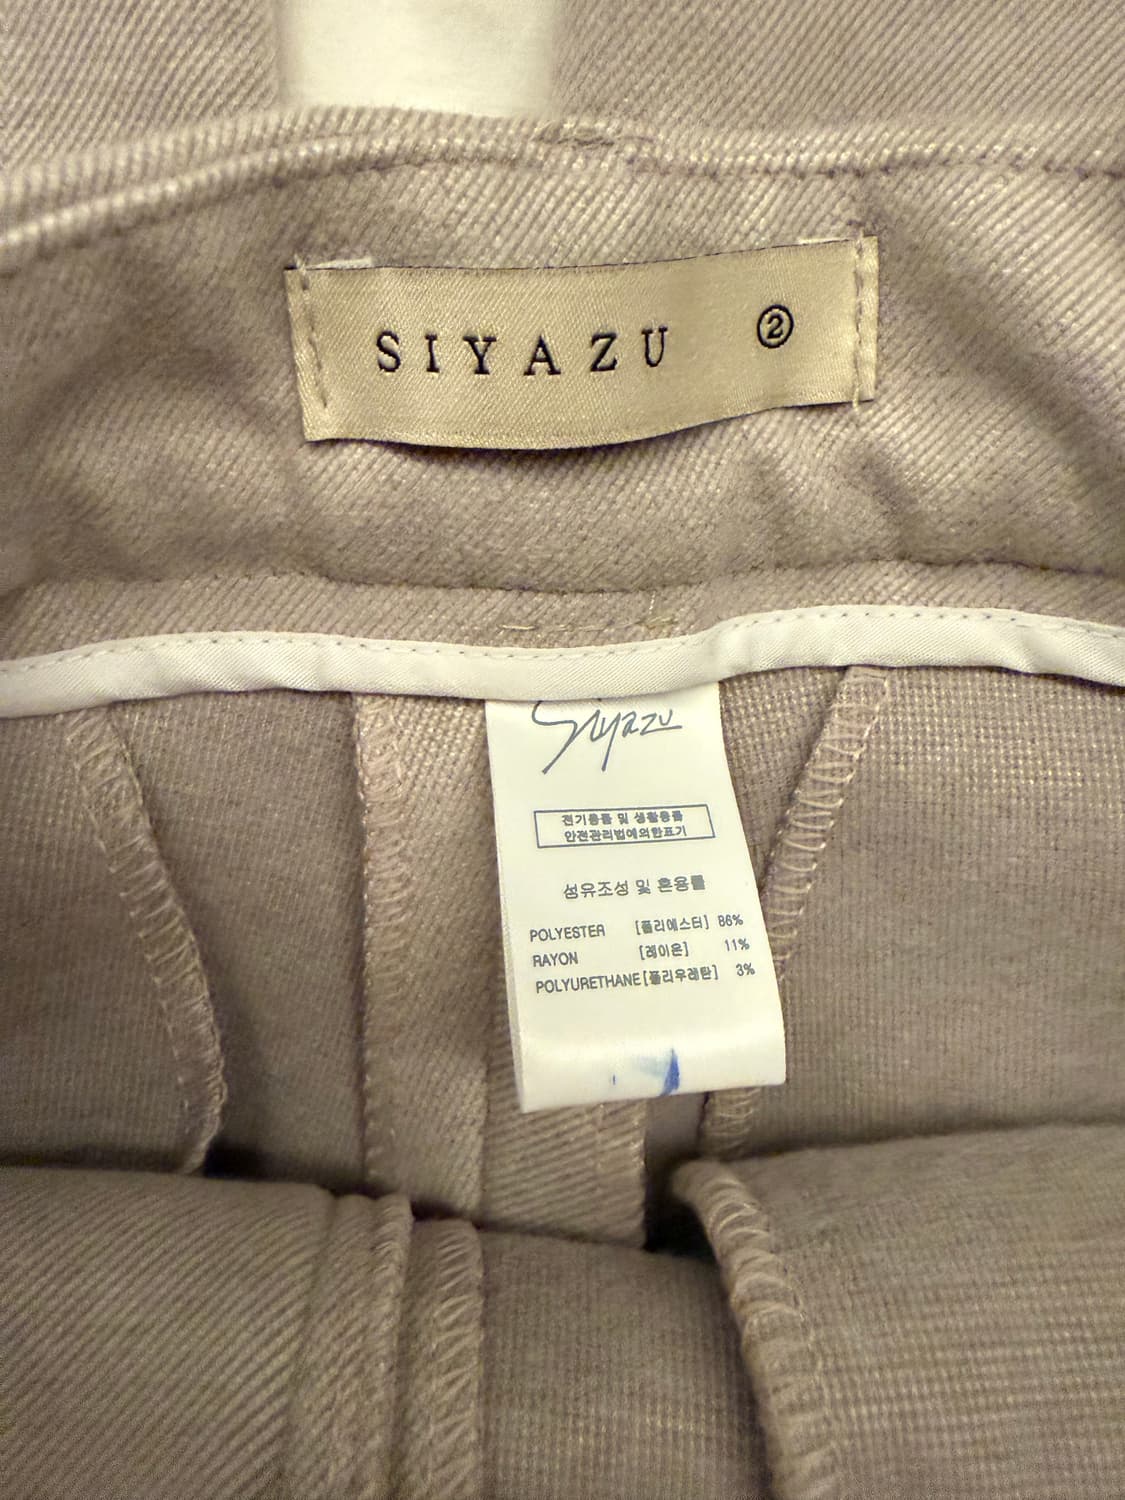 SIYAZU ②
Siyazu
전기용품 및 생활용품
안전관리법에의한표기
섬유조성 및 혼용률
POLYESTER [폴리에스터] 86%
RAYON [레이온] 11%
POLYURETHANE [폴리우레탄] 3%